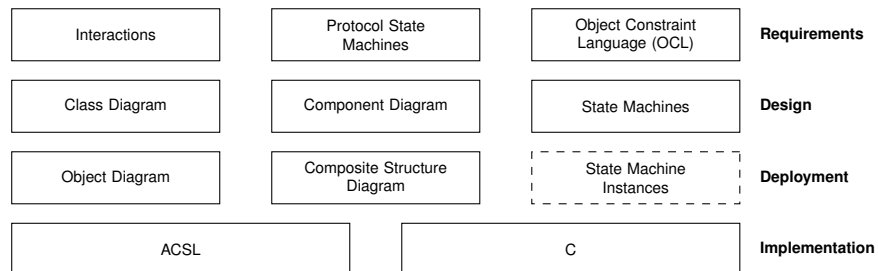 Interactions
Protocol State
Machines
Object Constraint
Language (OCL)
Requirements
Class Diagram
Component Diagram
State Machines
Design
Object Diagram
Composite Structure
Diagram
State Machine
Instances
Deployment
ACSL
C
Implementation